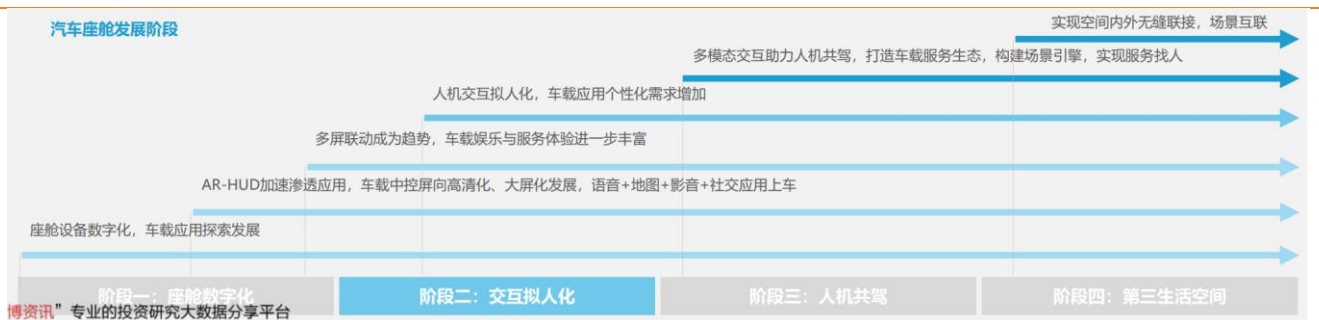 汽车座舱发展阶段
实现空间内外无缝联接，场景互联
多模态交互助力人机共驾，打造车载服务生态，构建场景引擎，实现服务找人
人机交互拟人化，车载应用个性化需求增加
多屏联动成为趋势，车载娱乐与服务体验进一步丰富
AR-HUD加速渗透应用，车载中控屏向高清化、大屏化发展，语音+地图+影音+社交应用上车
座舱设备数字化，车载应用探索发展
阶段一：座舱数字化
阶段二：交互拟人化
阶段三：人机共驾
阶段四：第三生活空间
博资讯”专业的投资研究大数据分享平台